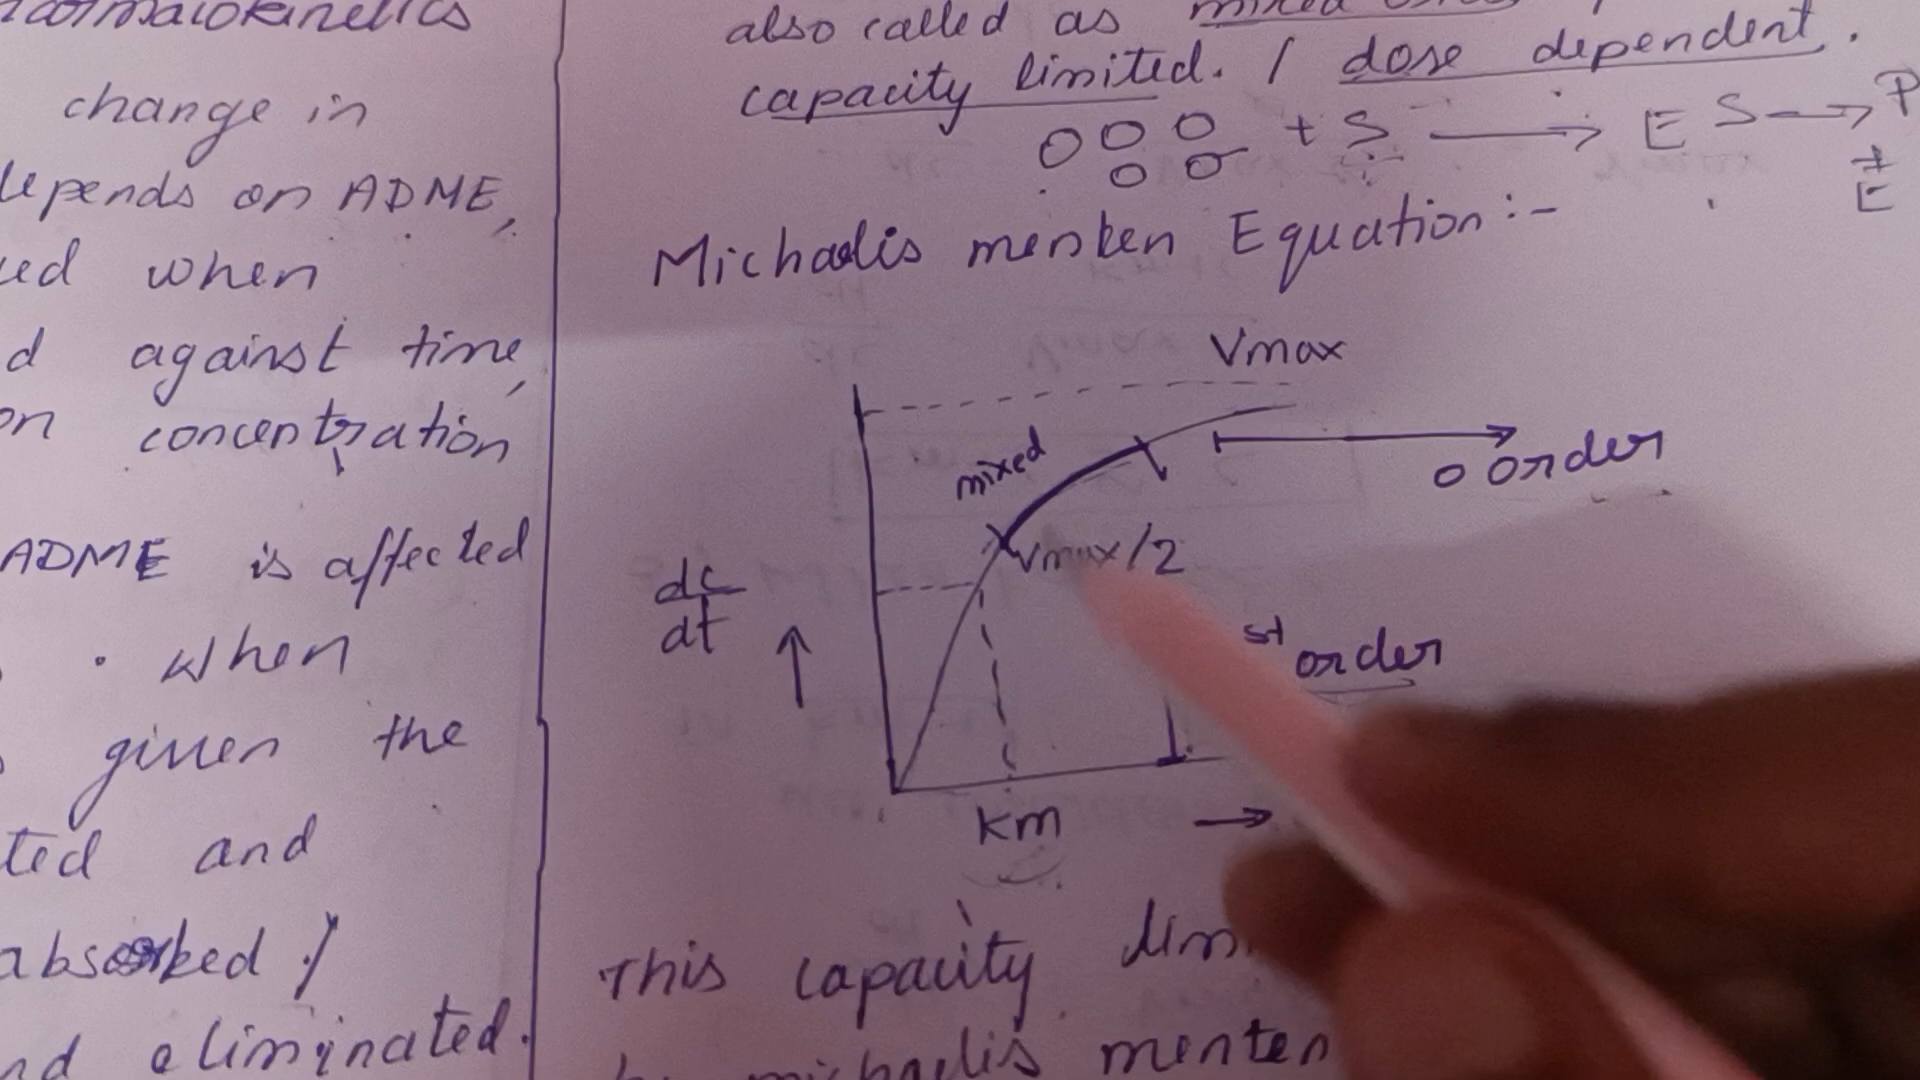 change in
depends on ADME,
when
against time,
concentration
ADME is affected
. when
given the
and
absorbed /
eliminated.
also called as
capacity limited. / dose dependent.
+ S → ES → P
+
E
Michaelis menten Equation :-
Vmax
mixed
0 order
Vmax/2
dc
dt
st order
km
This capacity
menten